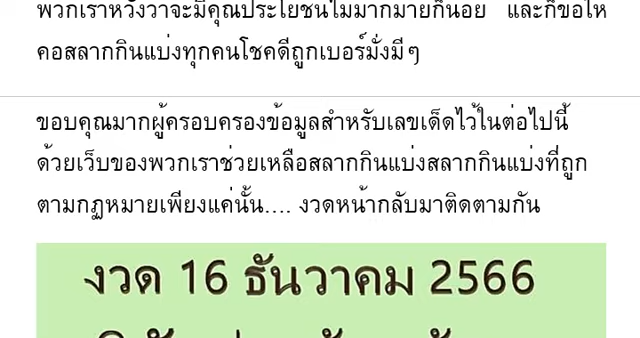 พวกเราหวังว่าจะมีคุณประโยชน์ไม่มากมายก็น้อย และก็ขอให้
คอสลากกินแบ่งทุกคนโชคดีถูกเบอร์มั่งมีๆ
ขอบคุณมากผู้ครอบครองข้อมูลสำหรับเลขเด็ดไว้ในต่อไปนี้
ด้วยเว็บของพวกเราช่วยเหลือสลากกินแบ่งสลากกินแบ่งที่ถูก
ตามกฏหมายเพียงแค่นั้น.... งวดหน้ากลับมาติดตามกัน
งวด 16 ธันวาคม 2566